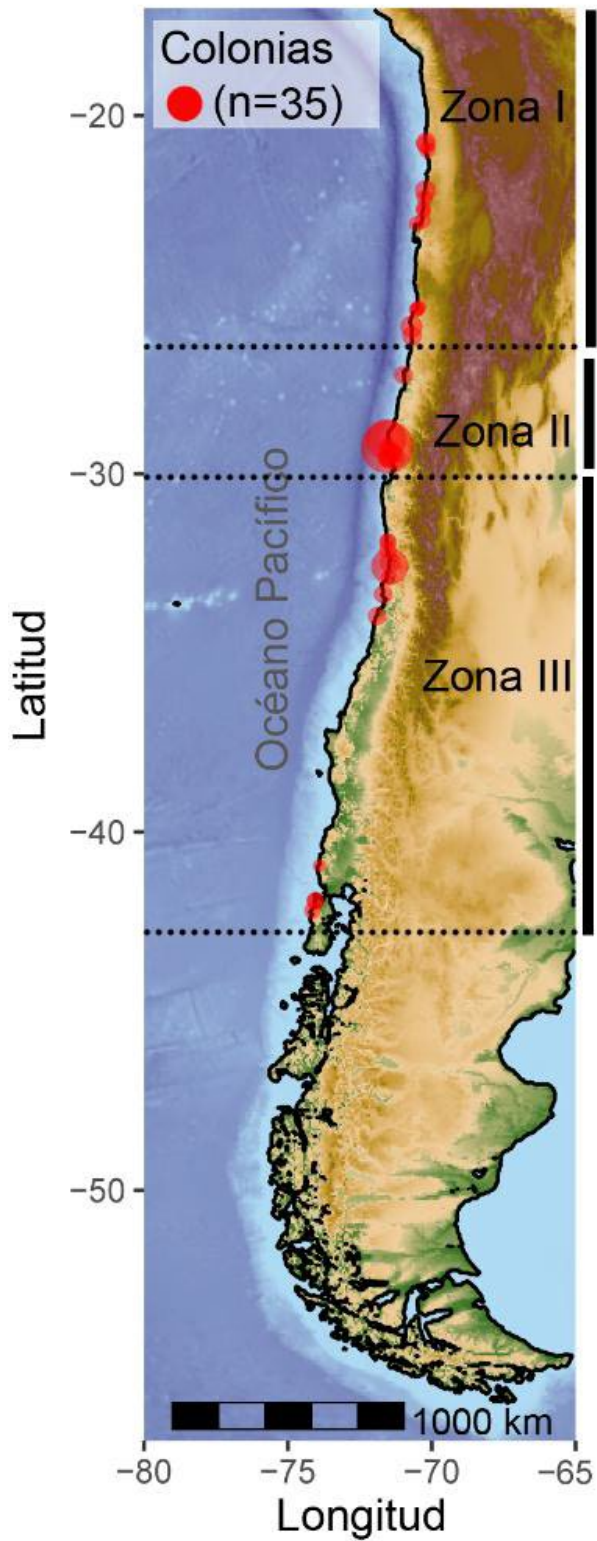 Colonias
(n=35)
Zona I
Zona II
Zona III
Océano Pacífico
Latitud
−20
−30
−40
−50
1000 km
−80
−75
−70
−65
Longitud